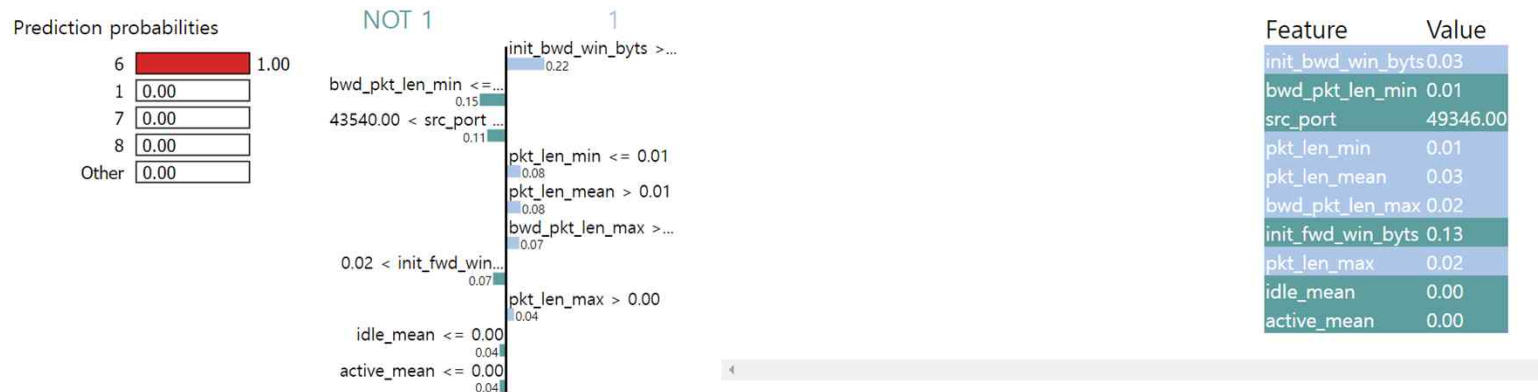 Prediction probabilities
6 1.00
1 0.00
7 0.00
8 0.00
Other 0.00
NOT 1 1
init_bwd_win_byts >...
0.22
bwd_pkt_len_min <=...
0.15
43540.00 < src_port ...
0.11
pkt_len_min <= 0.01
0.08
pkt_len_mean > 0.01
0.08
bwd_pkt_len_max >...
0.07
0.02 < init_fwd_win...
0.07
pkt_len_max > 0.00
0.04
idle_mean <= 0.00
0.04
active_mean <= 0.00
0.04
Feature Value
init_bwd_win_byts 0.03
bwd_pkt_len_min 0.01
src_port 49346.00
pkt_len_min 0.01
pkt_len_mean 0.03
bwd_pkt_len_max 0.02
init_fwd_win_byts 0.13
pkt_len_max 0.02
idle_mean 0.00
active_mean 0.00